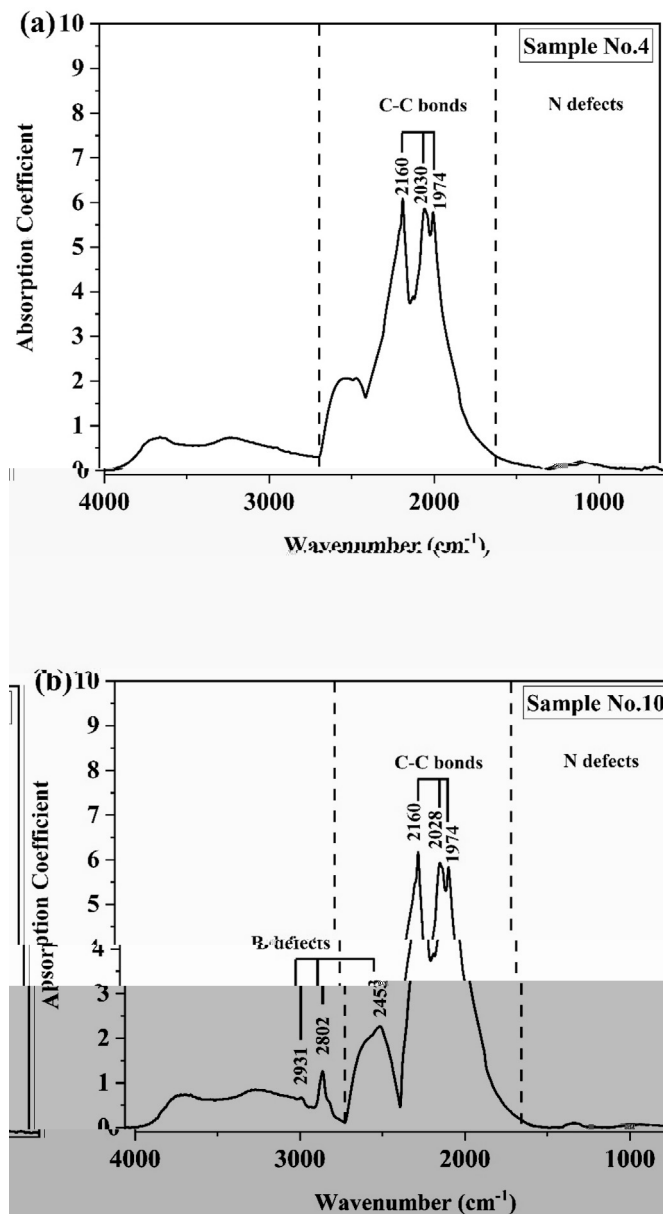 (a)
10
9
8
7
6
5
4
3
2
1
Absorption Coefficient
Sample No.4
C-C bonds
N defects
2160
2030
1974
4000 3000 2000 1000
Wavenumber (cm⁻¹)
(b)
10
9
8
7
6
5
4
3
2
1
0
Absorption Coefficient
Sample No.10
C-C bonds
N defects
2160
2028
1974
B defects
2931
2802
2453
4000 3000 2000 1000
Wavenumber (cm⁻¹)